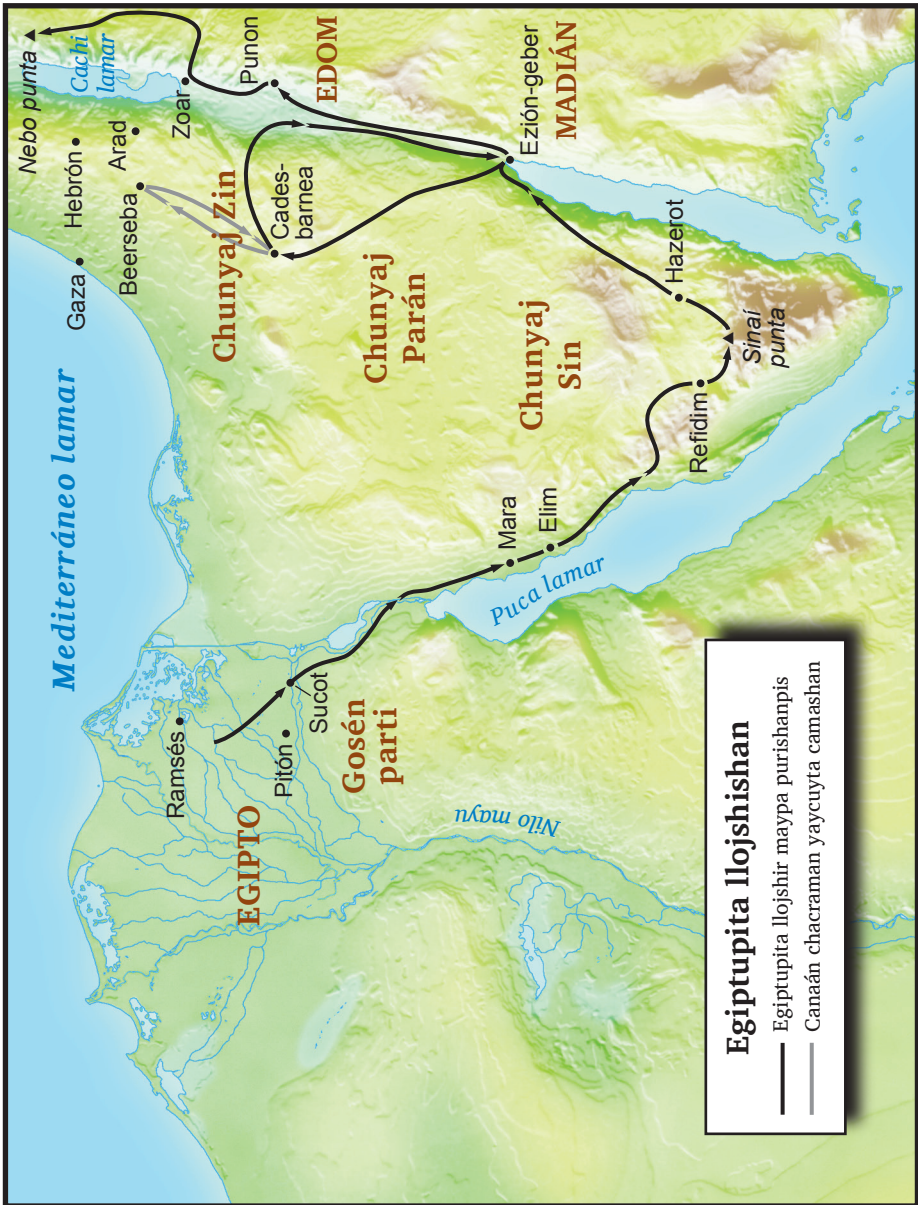 Mediterráneo lamar
Nebo punta
Cachi
lamar
Gaza
Hebrón
Arad
Beerseba
Zoar
Punon
EDOM
Chunyaj Zin
Cades-
barnea
Chunyaj
Parán
Chunyaj
Sin
Ezión-geber
MADIÁN
Hazerot
Sinaí
punta
Refidim
Mara
Elim
Puca lamar
Ramsés
Pitón
Sucot
Gosén
parti
EGIPTO
Nilo mayu
Egiptupita llojshishan
Egiptupita llojshir maypa purishanpis
Canaán chacraman yaycuyta camashan